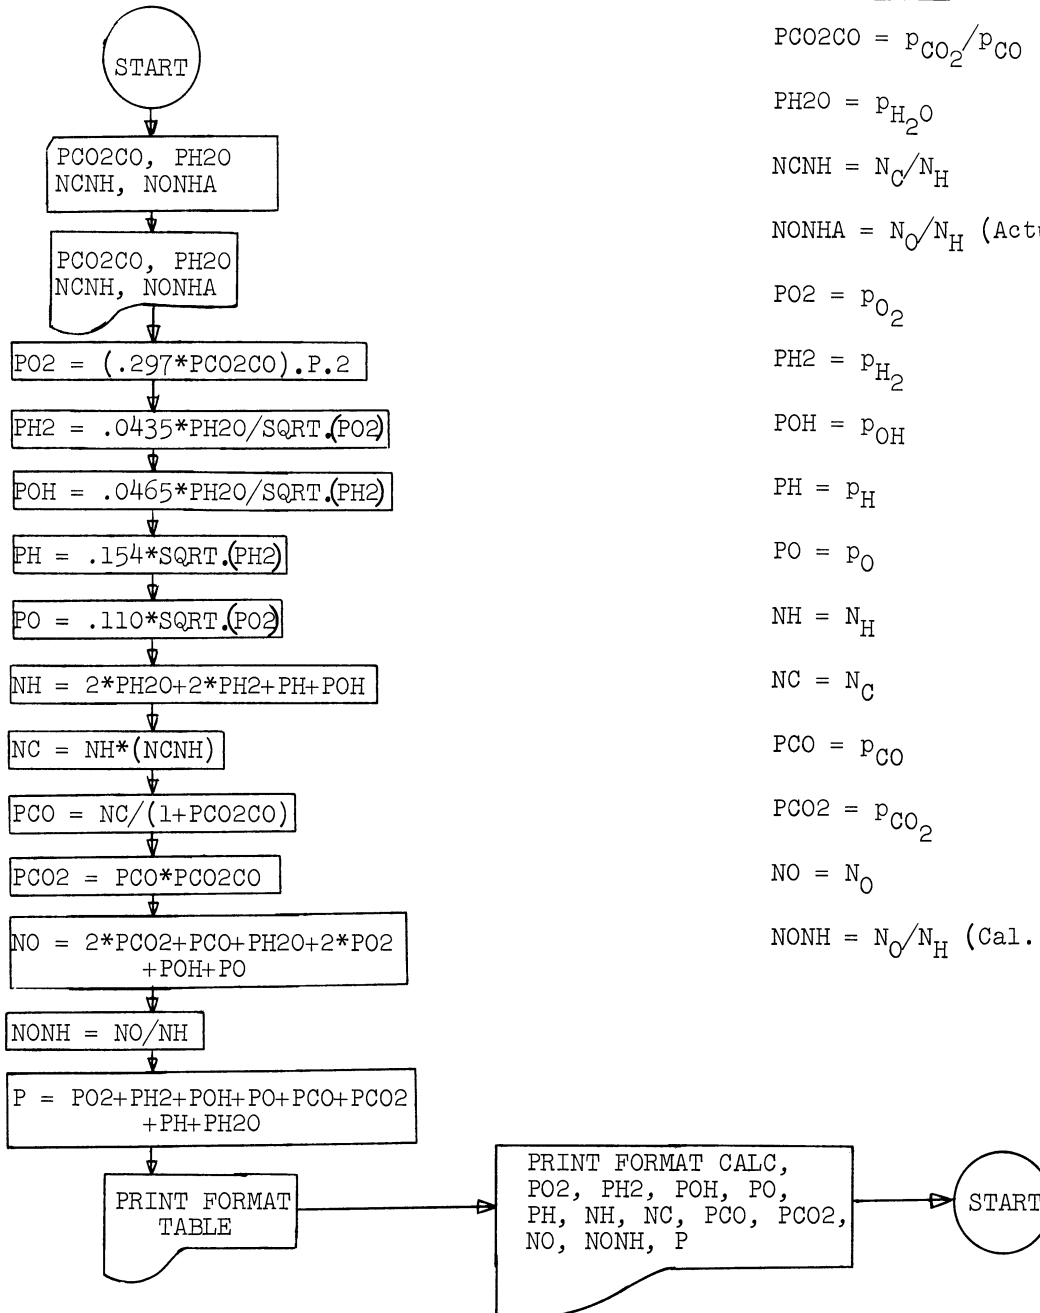 START
PCO2CO, PH2O
NCNH, NONHA
PCO2CO, PH2O
NCNH, NONHA
PO2 = (.297*PCO2CO).P.2
PH2 = .0435*PH2O/SQRT.(PO2)
POH = .0465*PH2O/SQRT.(PH2)
PH = .154*SQRT.(PH2)
PO = .110*SQRT.(PO2)
NH = 2*PH2O+2*PH2+PH+POH
NC = NH*(NCNH)
PCO = NC/(1+PCO2CO)
PCO2 = PCO*PCO2CO
NO = 2*PCO2+PCO+PH2O+2*PO2
+POH+PO
NONH = NO/NH
P = PO2+PH2+POH+PO+PCO+PCO2
+PH+PH2O
PRINT FORMAT
TABLE
PRINT FORMAT CALC,
PO2, PH2, POH, PO,
PH, NH, NC, PCO, PCO2,
NO, NONH, P
START
PCO2CO = p_CO₂/p_CO
PH2O = p_H₂O
NCNH = N_C/N_H
NONHA = N_O/N_H (Actu
PO2 = p_O₂
PH2 = p_H₂
POH = p_OH
PH = p_H
PO = p_O
NH = N_H
NC = N_C
PCO = p_CO
PCO2 = p_CO₂
NO = N_O
NONH = N_O/N_H (Cal.